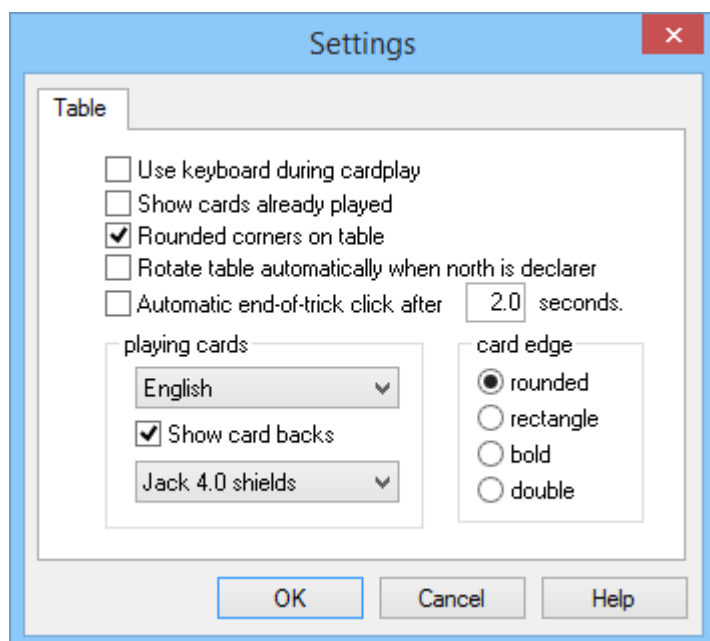 Settings
Table
Use keyboard during cardplay
Show cards already played
Rounded corners on table
Rotate table automatically when north is declarer
Automatic end-of-trick click after 2.0 seconds.
playing cards
English
Show card backs
Jack 4.0 shields
card edge
rounded
rectangle
bold
double
OK Cancel Help